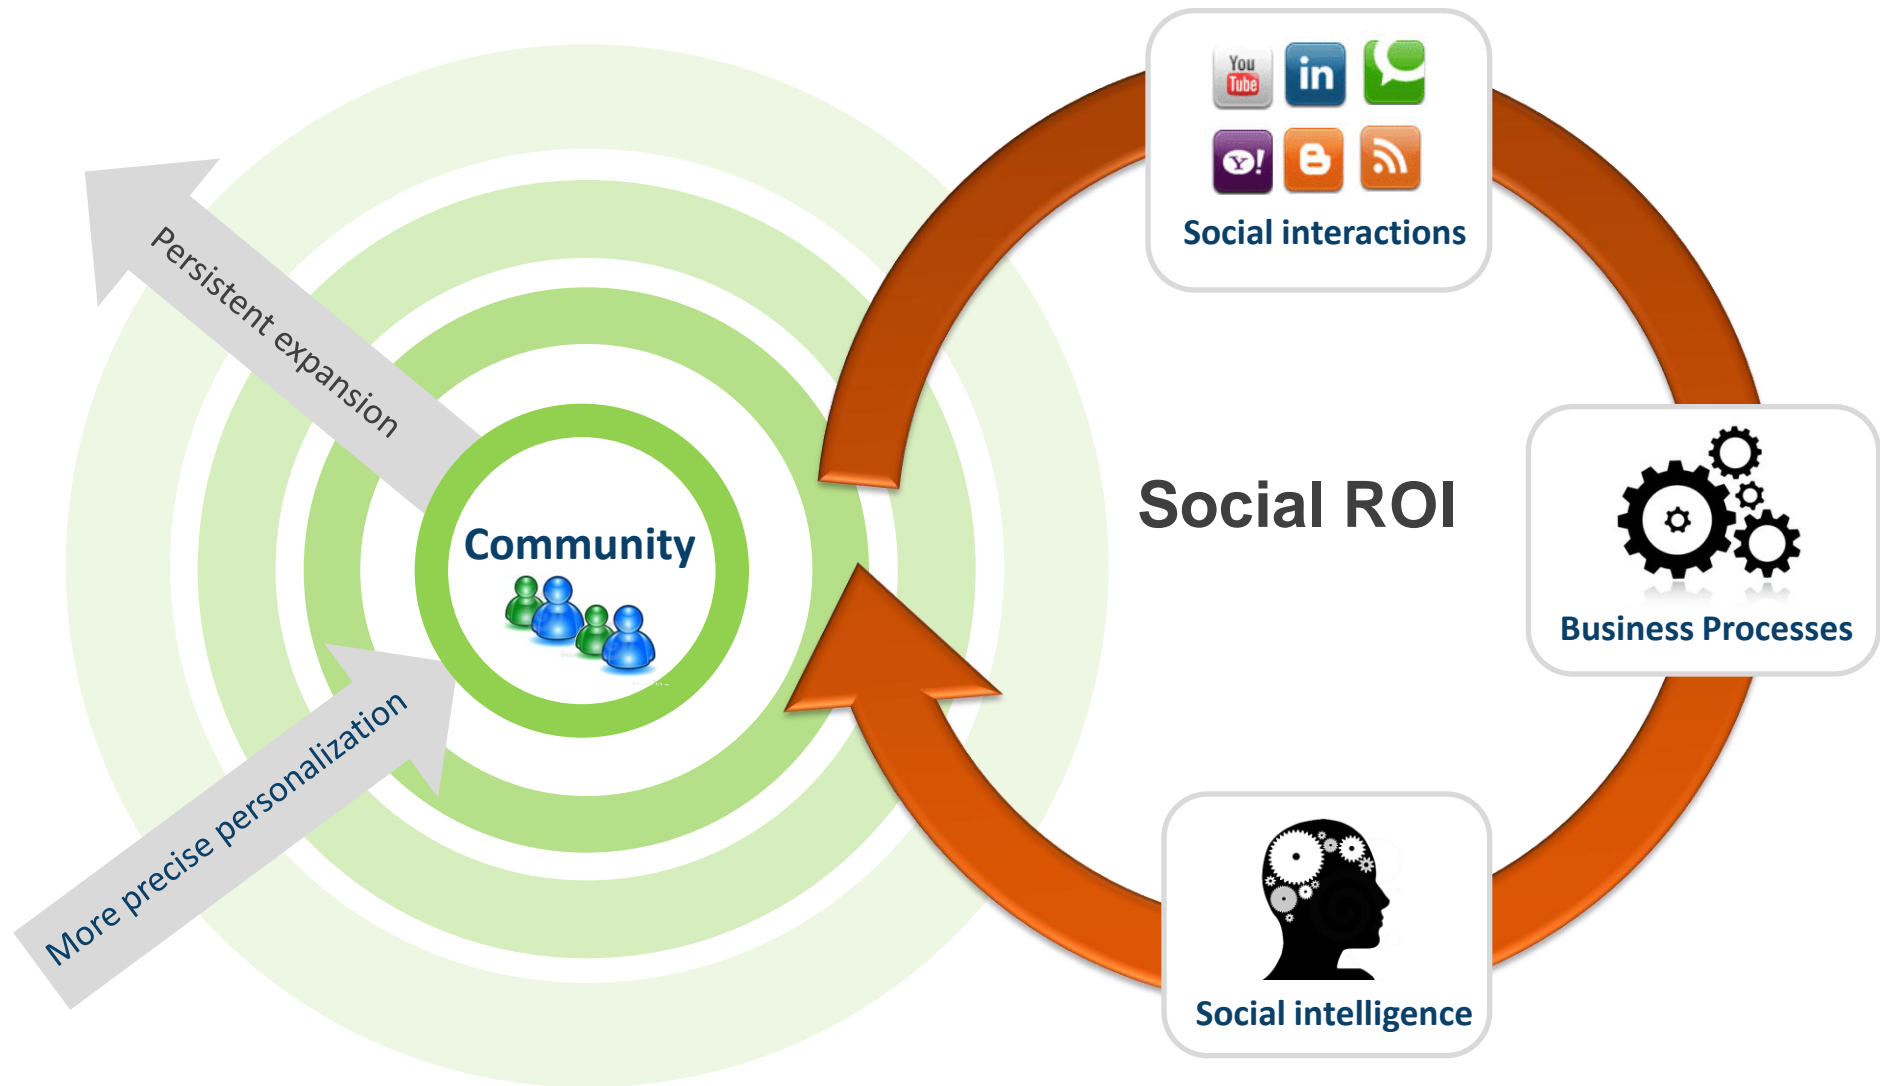 You
Tube
in
Y!
B
Social interactions
Persistent expansion
Social ROI
Community
Business Processes
More precise personalization
Social intelligence